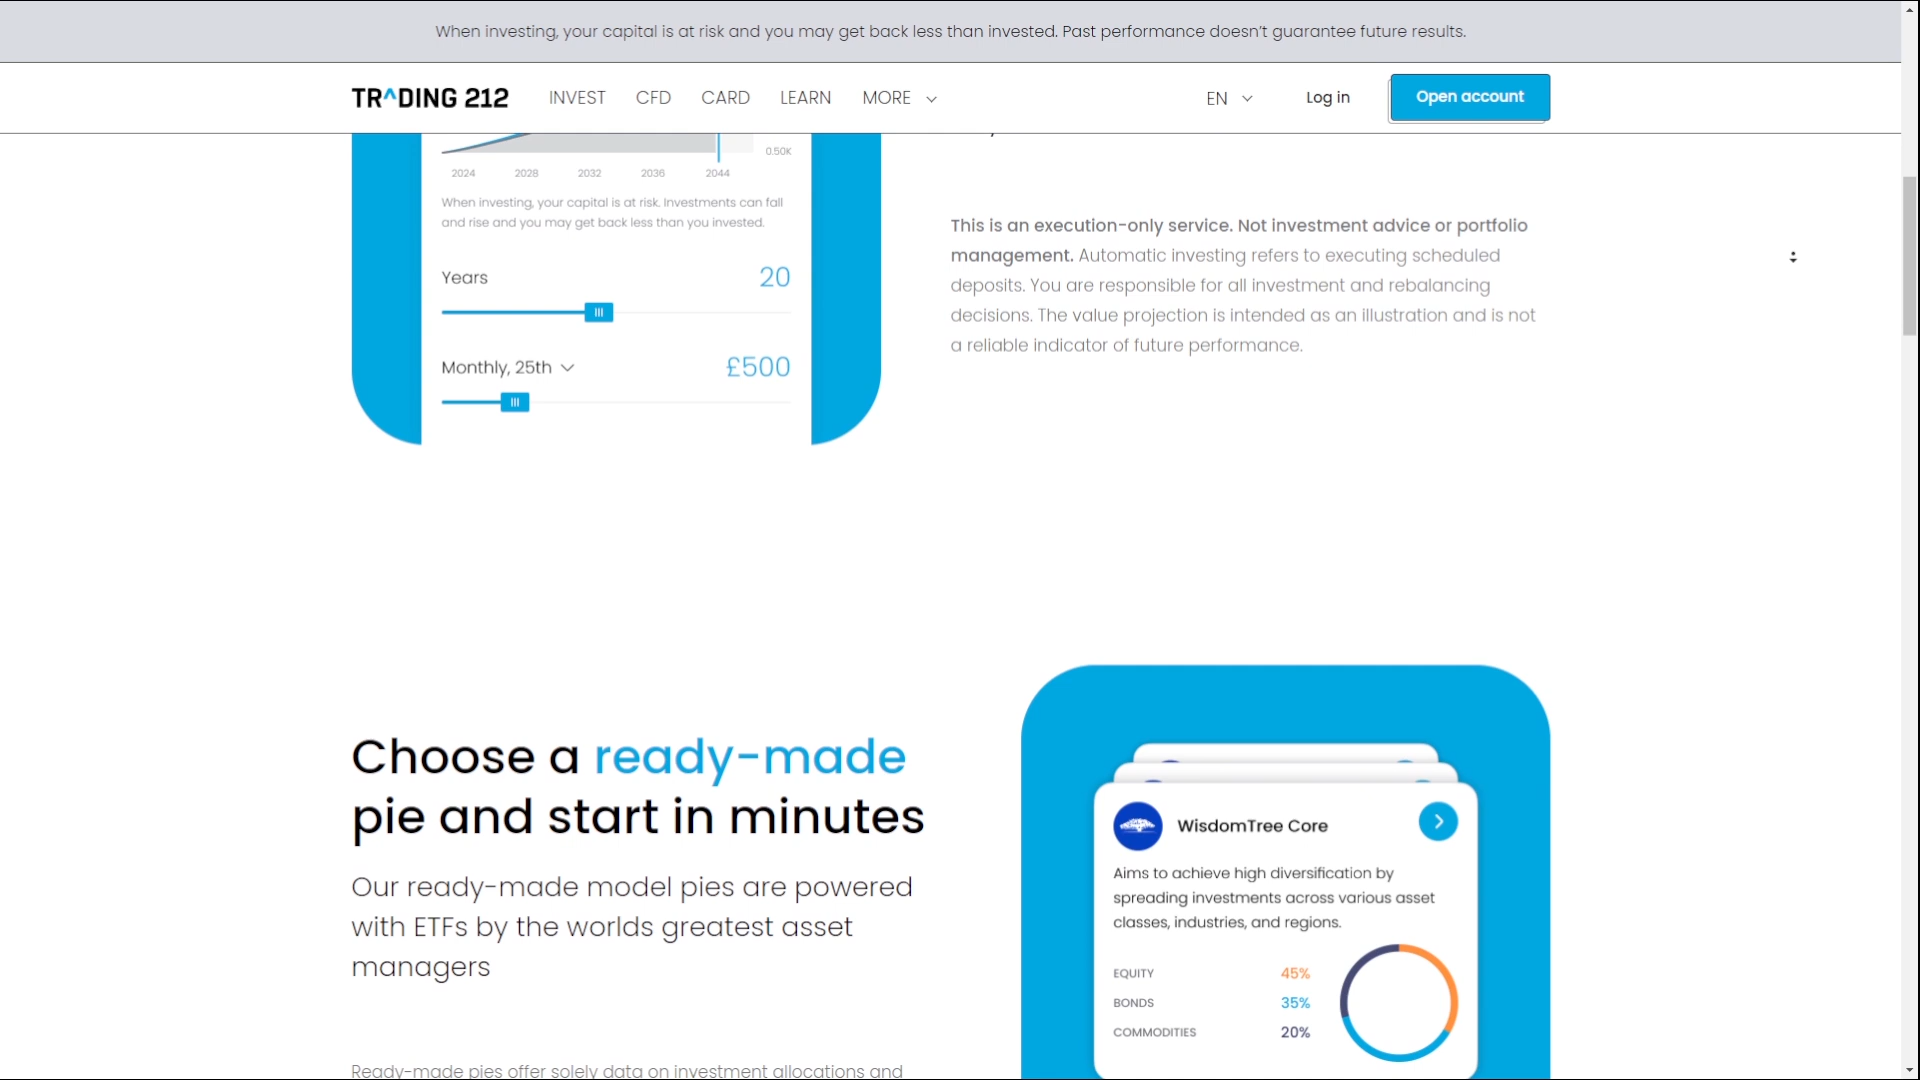 When investing, your capital is at risk and you may get back less than invested. Past performance doesn’t guarantee future results.
TRADING 212
INVEST
CFD
CARD
LEARN
MORE
EN
Log in
Open account
0.50K
2024 2028 2032 2036 2044
When investing, your capital is at risk. Investments can fall
and rise and you may get back less than you invested.
Years 20
Monthly, 25th £500
This is an execution-only service. Not investment advice or portfolio
management. Automatic investing refers to executing scheduled
deposits. You are responsible for all investment and rebalancing
decisions. The value projection is intended as an illustration and is not
a reliable indicator of future performance.
Choose a ready-made
pie and start in minutes
Our ready-made model pies are powered
with ETFs by the worlds greatest asset
managers
Ready-made pies offer solely data on investment allocations and
WisdomTree Core
Aims to achieve high diversification by
spreading investments across various asset
classes, industries, and regions.
EQUITY 45%
BONDS 35%
COMMODITIES 20%